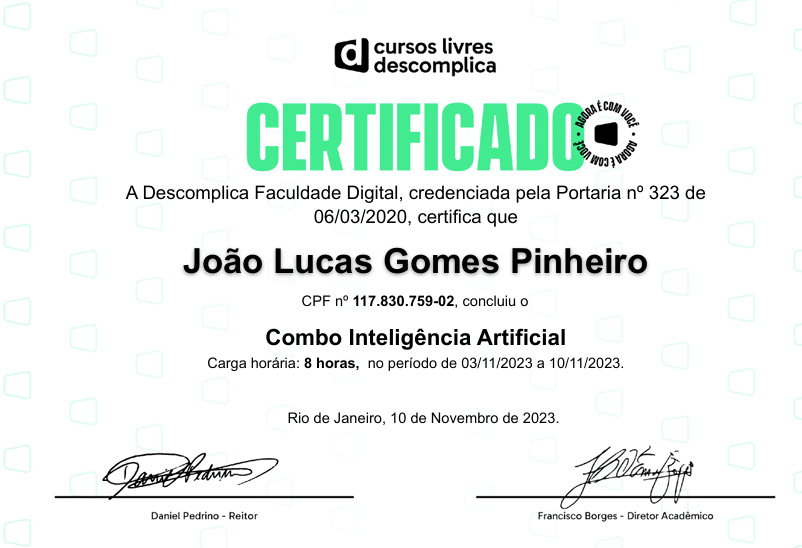 cursos livres
descomplica
CERTIFICADO
AGORA É COM VOCÊ • AGORA É COM VOCÊ •
A Descomplica Faculdade Digital, credenciada pela Portaria nº 323 de
06/03/2020, certifica que
João Lucas Gomes Pinheiro
CPF nº 117.830.759-02, concluiu o
Combo Inteligência Artificial
Carga horária: 8 horas,  no período de 03/11/2023 a 10/11/2023.
Rio de Janeiro, 10 de Novembro de 2023.
Daniel Pedrino
Daniel Pedrino - Reitor
Francisco Borges - Diretor Acadêmico